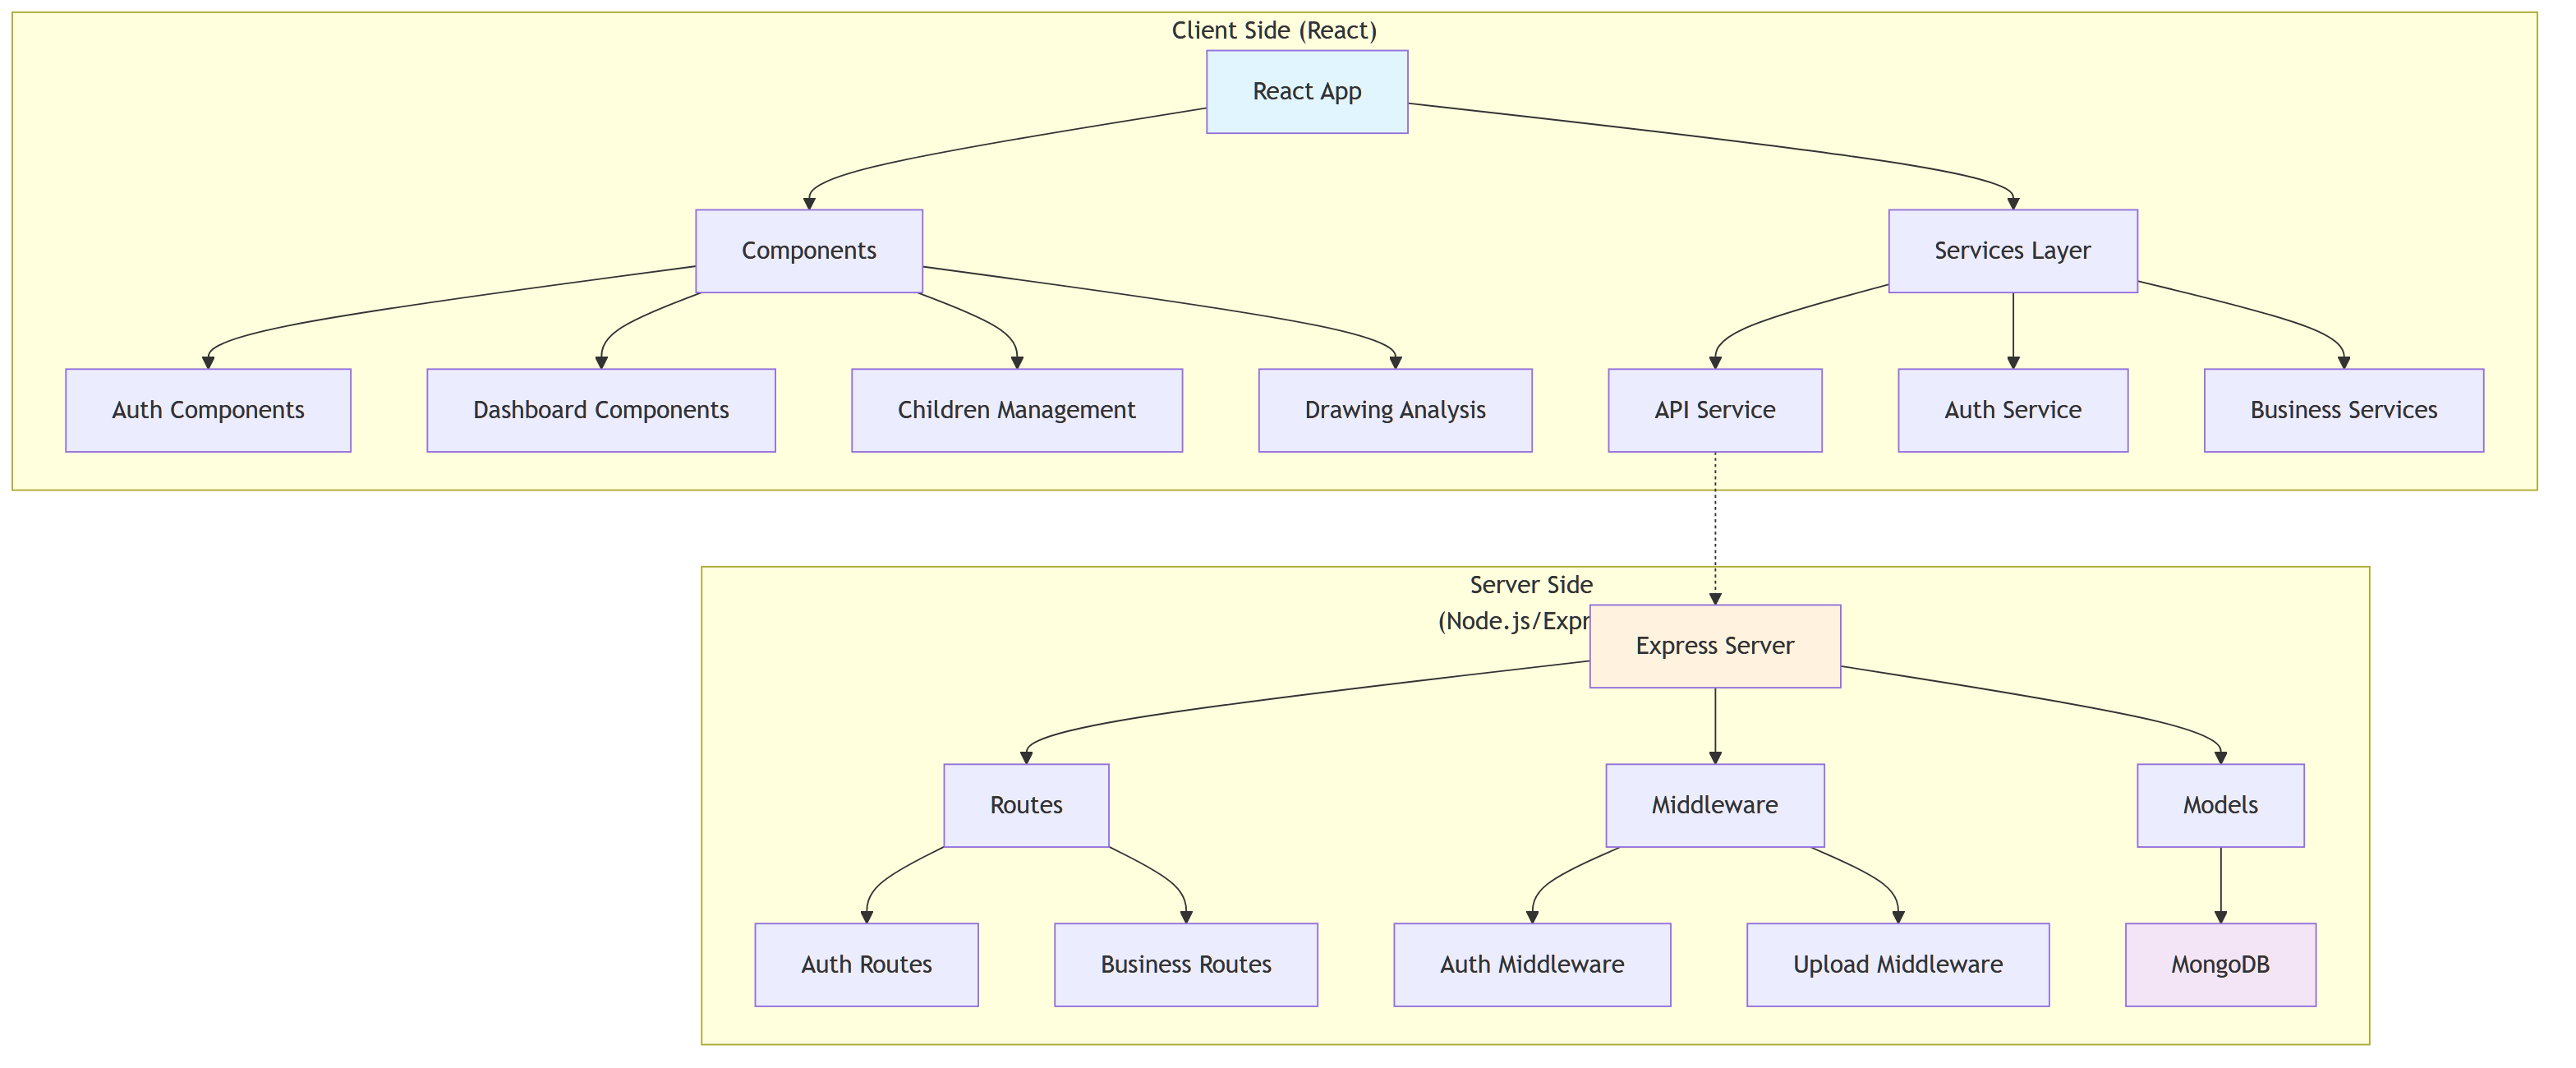 Client Side (React)
React App
Components
Services Layer
Auth Components
Dashboard Components
Children Management
Drawing Analysis
API Service
Auth Service
Business Services
Server Side
(Node.js/Expr
Express Server
Routes
Middleware
Models
Auth Routes
Business Routes
Auth Middleware
Upload Middleware
MongoDB